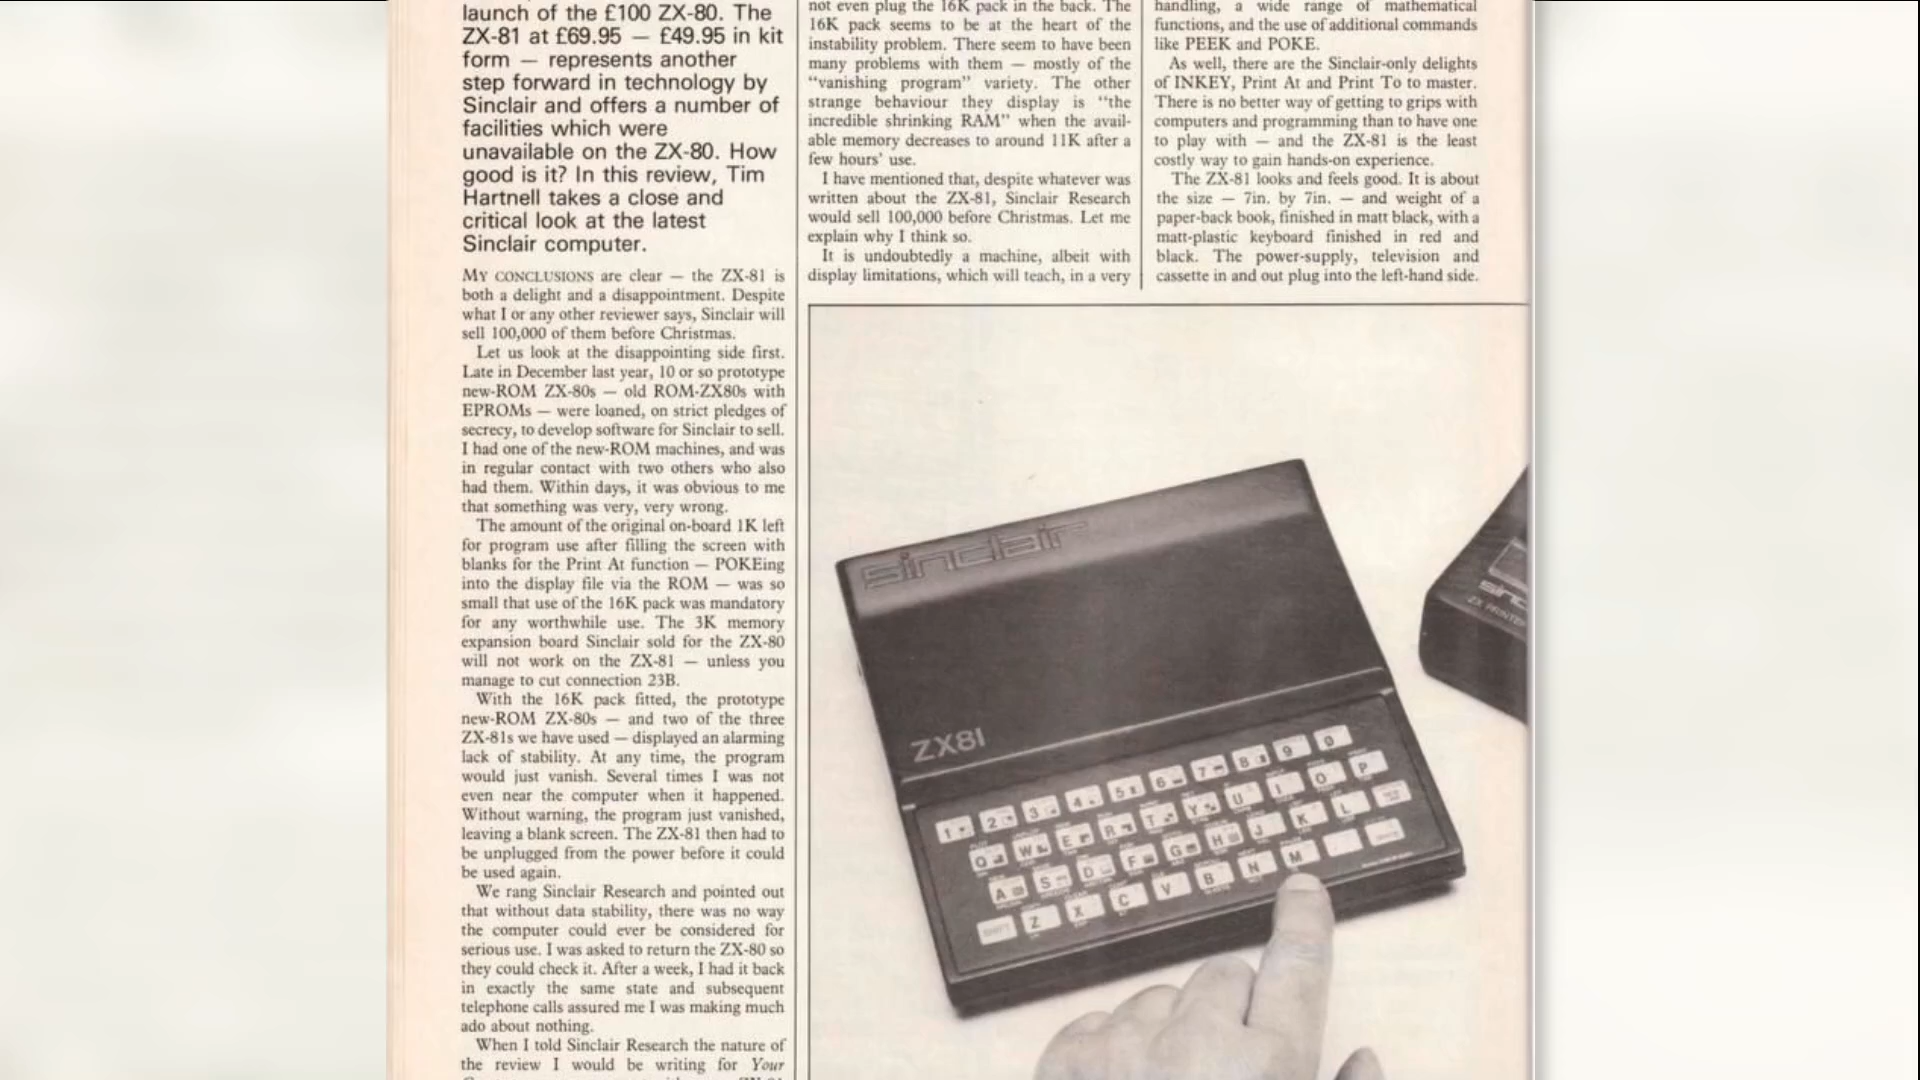 launch of the £100 ZX-80. The
ZX-81 at £69.95 — £49.95 in kit
form — represents another
step forward in technology by
Sinclair and offers a number of
facilities which were
unavailable on the ZX-80. How
good is it? In this review, Tim
Hartnell takes a close and
critical look at the latest
Sinclair computer.
MY CONCLUSIONS are clear — the ZX-81 is
both a delight and a disappointment. Despite
what I or any other reviewer says, Sinclair will
sell 100,000 of them before Christmas.
Let us look at the disappointing side first.
Late in December last year, 10 or so prototype
new-ROM ZX-80s — old ROM-ZX80s with
EPROMs — were loaned, on strict pledges of
secrecy, to develop software for Sinclair to sell.
I had one of the new-ROM machines, and was
in regular contact with two others who also
had them. Within days, it was obvious to me
that something was very, very wrong.
The amount of the original on-board 1K left
for program use after filling the screen with
blanks for the Print At function — POKEing
into the display file via the ROM — was so
small that use of the 16K pack was mandatory
for any worthwhile use. The 3K memory
expansion board Sinclair sold for the ZX-80
will not work on the ZX-81 — unless you
manage to cut connection 23B.
With the 16K pack fitted, the prototype
new-ROM ZX-80s — and two of the three
ZX-81s we have used — displayed an alarming
lack of stability. At any time, the program
would just vanish. Several times I was not
even near the computer when it happened.
Without warning, the program just vanished,
leaving a blank screen. The ZX-81 then had to
be unplugged from the power before it could
be used again.
We rang Sinclair Research and pointed out
that without data stability, there was no way
the computer could ever be considered for
serious use. I was asked to return the ZX-80 so
they could check it. After a week, I had it back
in exactly the same state and subsequent
telephone calls assured me I was making much
ado about nothing.
When I told Sinclair Research the nature of
the review I would be writing for Your
not even plug the 16K pack in the back. The
16K pack seems to be at the heart of the
instability problem. There seem to have been
many problems with them — mostly of the
"vanishing program" variety. The other
strange behaviour they display is "the
incredible shrinking RAM" when the avail-
able memory decreases to around 11K after a
few hours' use.
I have mentioned that, despite whatever was
written about the ZX-81, Sinclair Research
would sell 100,000 before Christmas. Let me
explain why I think so.
It is undoubtedly a machine, albeit with
display limitations, which will teach, in a very
handling, a wide range of mathematical
functions, and the use of additional commands
like PEEK and POKE.
As well, there are the Sinclair-only delights
of INKEY, Print At and Print To to master.
There is no better way of getting to grips with
computers and programming than to have one
to play with — and the ZX-81 is the least
costly way to gain hands-on experience.
The ZX-81 looks and feels good. It is about
the size — 7in. by 7in. — and weight of a
paper-back book, finished in matt black, with a
matt-plastic keyboard finished in red and
black. The power-supply, television and
cassette in and out plug into the left-hand side.
sinclair
ZX81
1 2 3 4 5 6 7 8 9 0
Q W E R T Y U I O P
A S D F G H J K L
SHIFT Z X C V B N M
sinc
ZX PRINTER